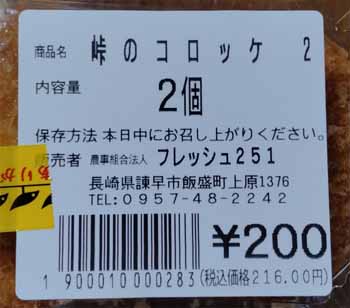 商品名 峠のコロッケ 2
内容量 2個
保存方法 本日中にお召し上がりください。
販売者 農事組合法人 フレッシュ251
長崎県諫早市飯盛町上原1376
TEL:0957-48-2242
¥200
1900010000283 (税込価格216.00円)
ありが